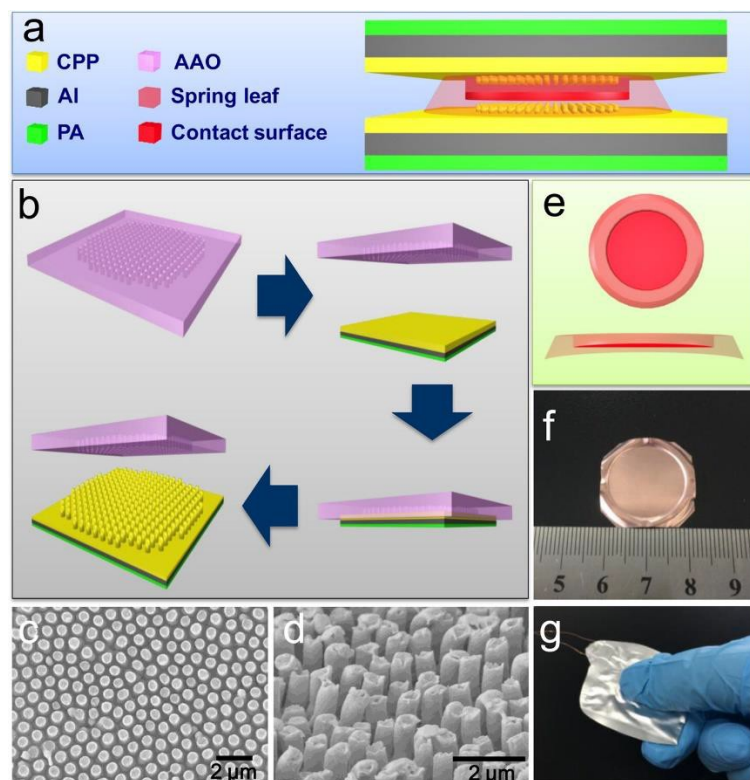 a
CPP
AAO
Al
Spring leaf
PA
Contact surface
b
e
f
5 6 7 8 9
c
2 µm
d
2 µm
g